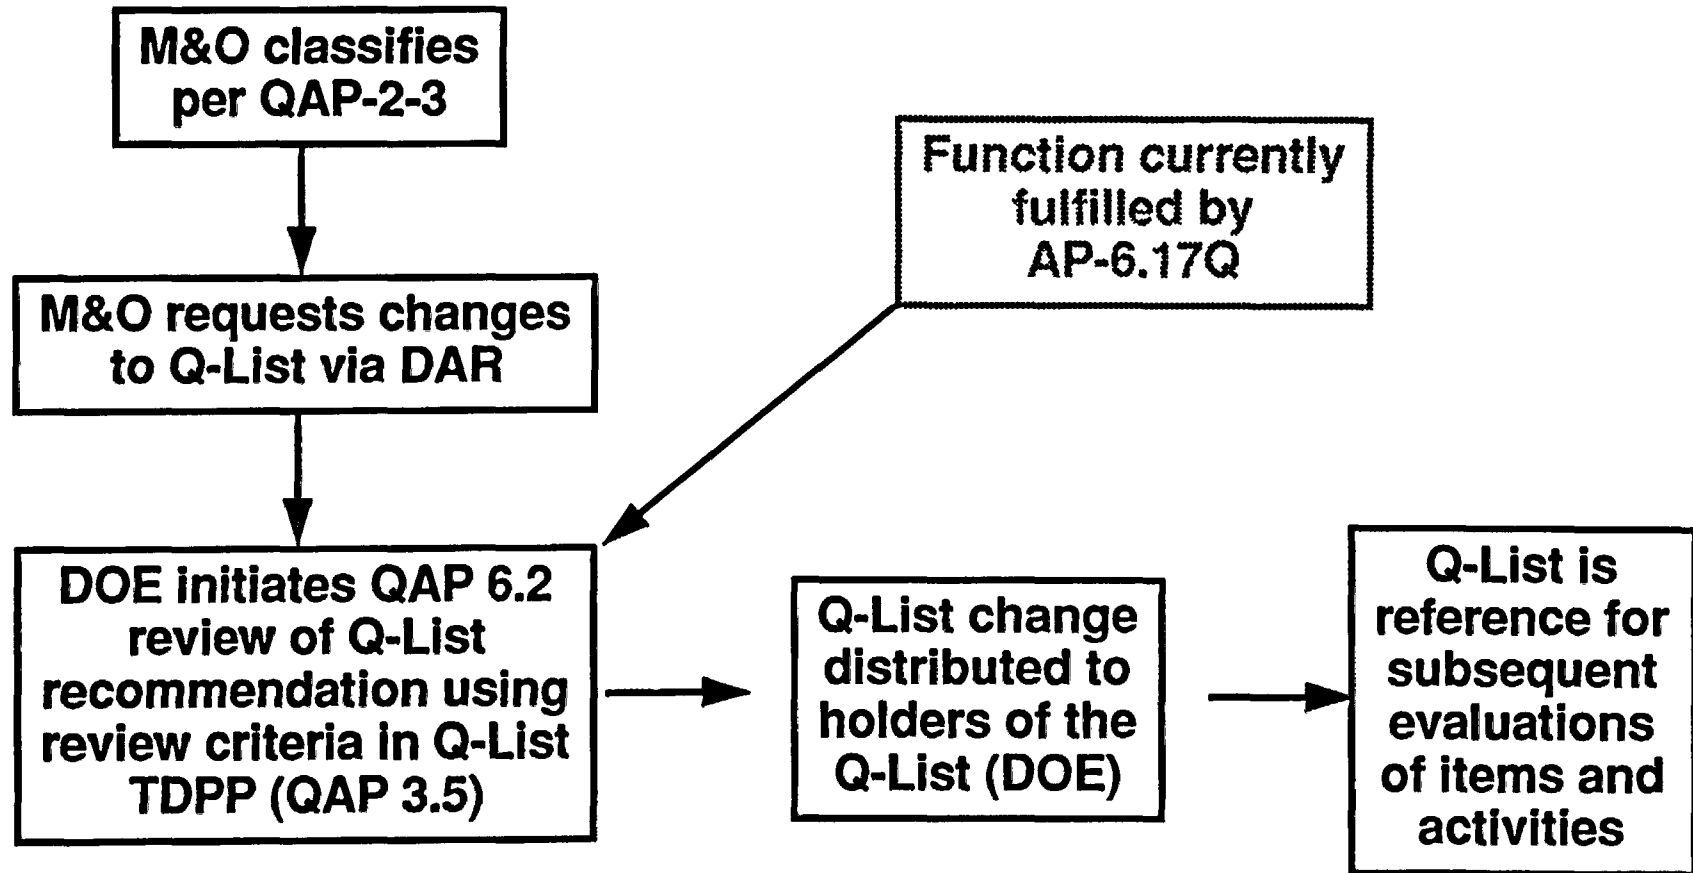 M&O classifies
per QAP-2-3
Function currently
fulfilled by
AP-6.17Q
M&O requests changes
to Q-List via DAR
DOE initiates QAP 6.2
review of Q-List
recommendation using
review criteria in Q-List
TDPP (QAP 3.5)
Q-List change
distributed to
holders of the
Q-List (DOE)
Q-List is
reference for
subsequent
evaluations
of items and
activities